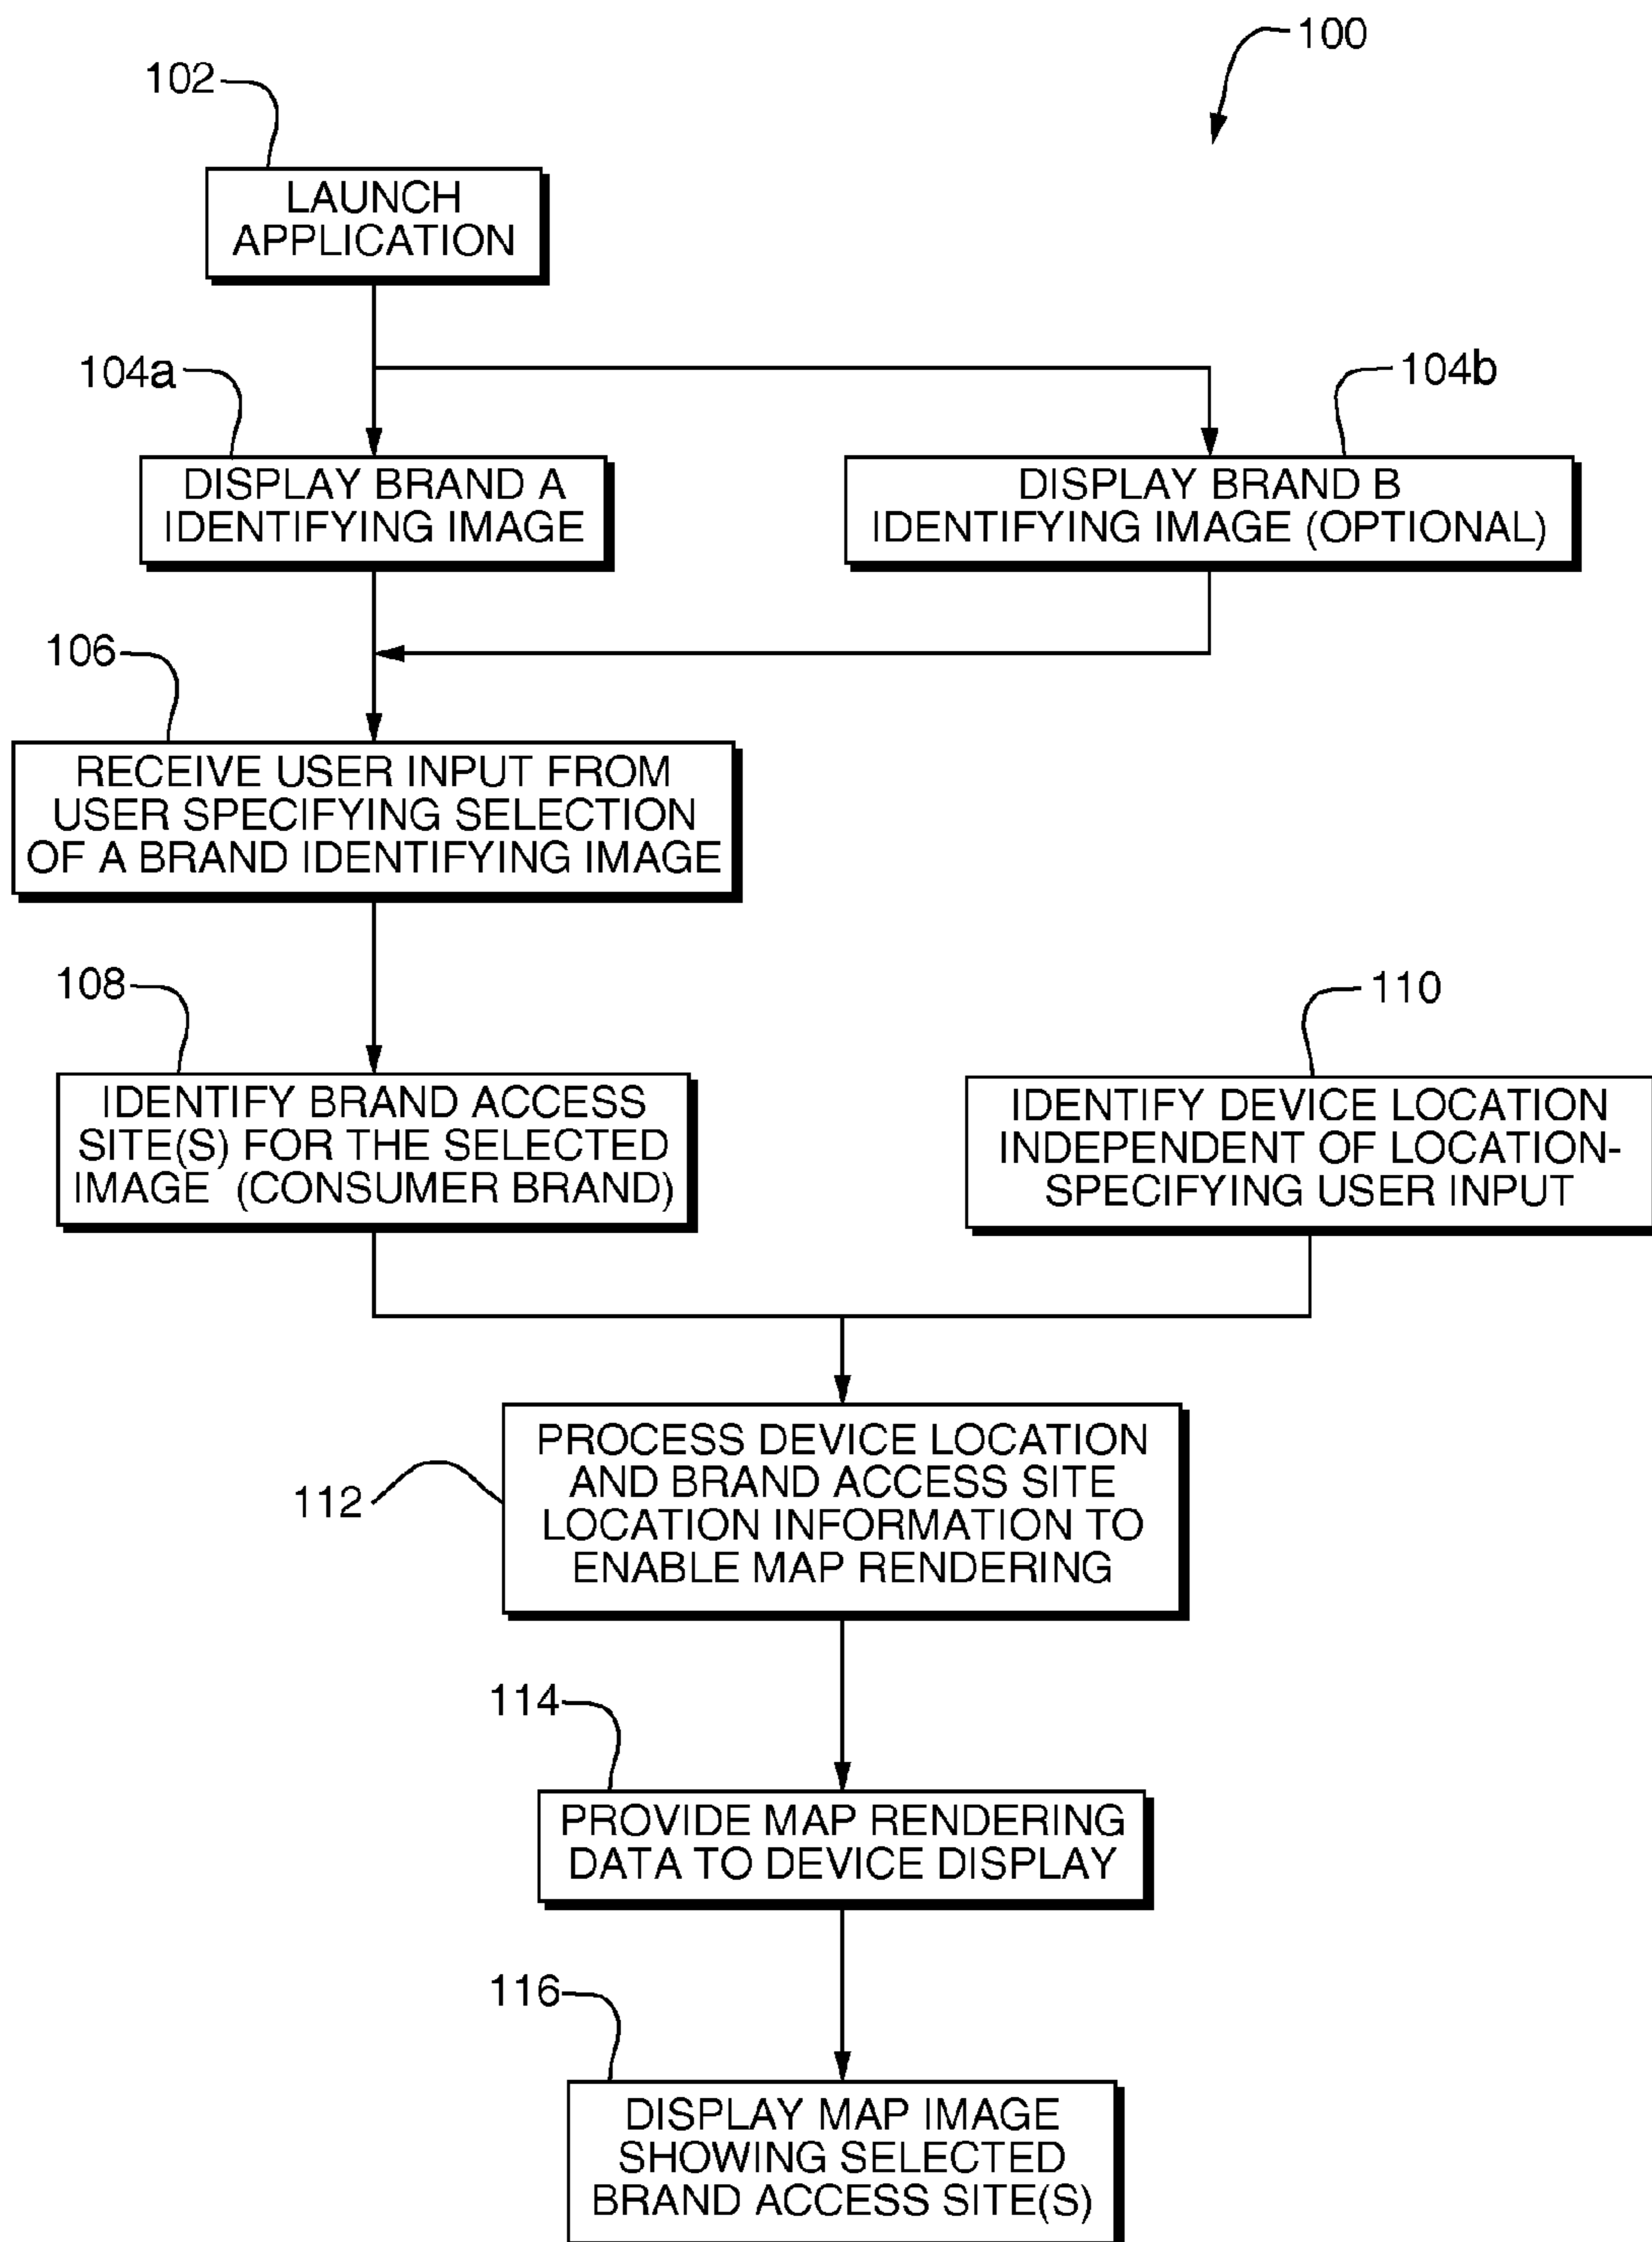 100
102
LAUNCH
APPLICATION
104a
104b
DISPLAY BRAND A
IDENTIFYING IMAGE
DISPLAY BRAND B
IDENTIFYING IMAGE (OPTIONAL)
106
RECEIVE USER INPUT FROM
USER SPECIFYING SELECTION
OF A BRAND IDENTIFYING IMAGE
108
110
IDENTIFY BRAND ACCESS
SITE(S) FOR THE SELECTED
IMAGE (CONSUMER BRAND)
IDENTIFY DEVICE LOCATION
INDEPENDENT OF LOCATION-
SPECIFYING USER INPUT
112
PROCESS DEVICE LOCATION
AND BRAND ACCESS SITE
LOCATION INFORMATION TO
ENABLE MAP RENDERING
114
PROVIDE MAP RENDERING
DATA TO DEVICE DISPLAY
116
DISPLAY MAP IMAGE
SHOWING SELECTED
BRAND ACCESS SITE(S)